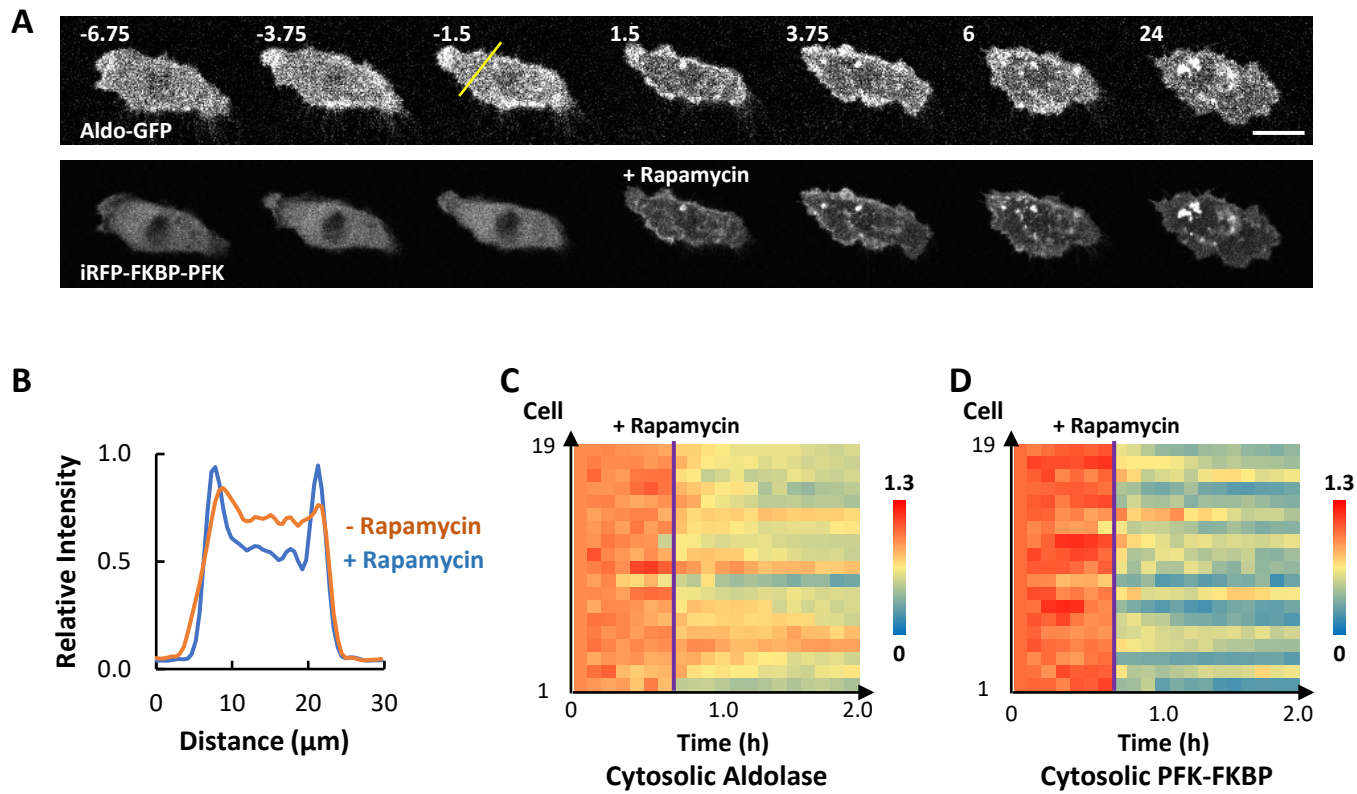 A
-6.75 -3.75 -1.5 1.5 3.75 6 24
Aldo-GFP
+ Rapamycin
iRFP-FKBP-PFK
B
Relative Intensity
1.0
0.5
0.0
0 10 20 30
Distance (µm)
- Rapamycin
+ Rapamycin
C
Cell
+ Rapamycin
19
1
0 1.0 2.0
Time (h)
Cytosolic Aldolase
1.3
0
D
Cell
+ Rapamycin
19
1
0 1.0 2.0
Time (h)
Cytosolic PFK-FKBP
1.3
0